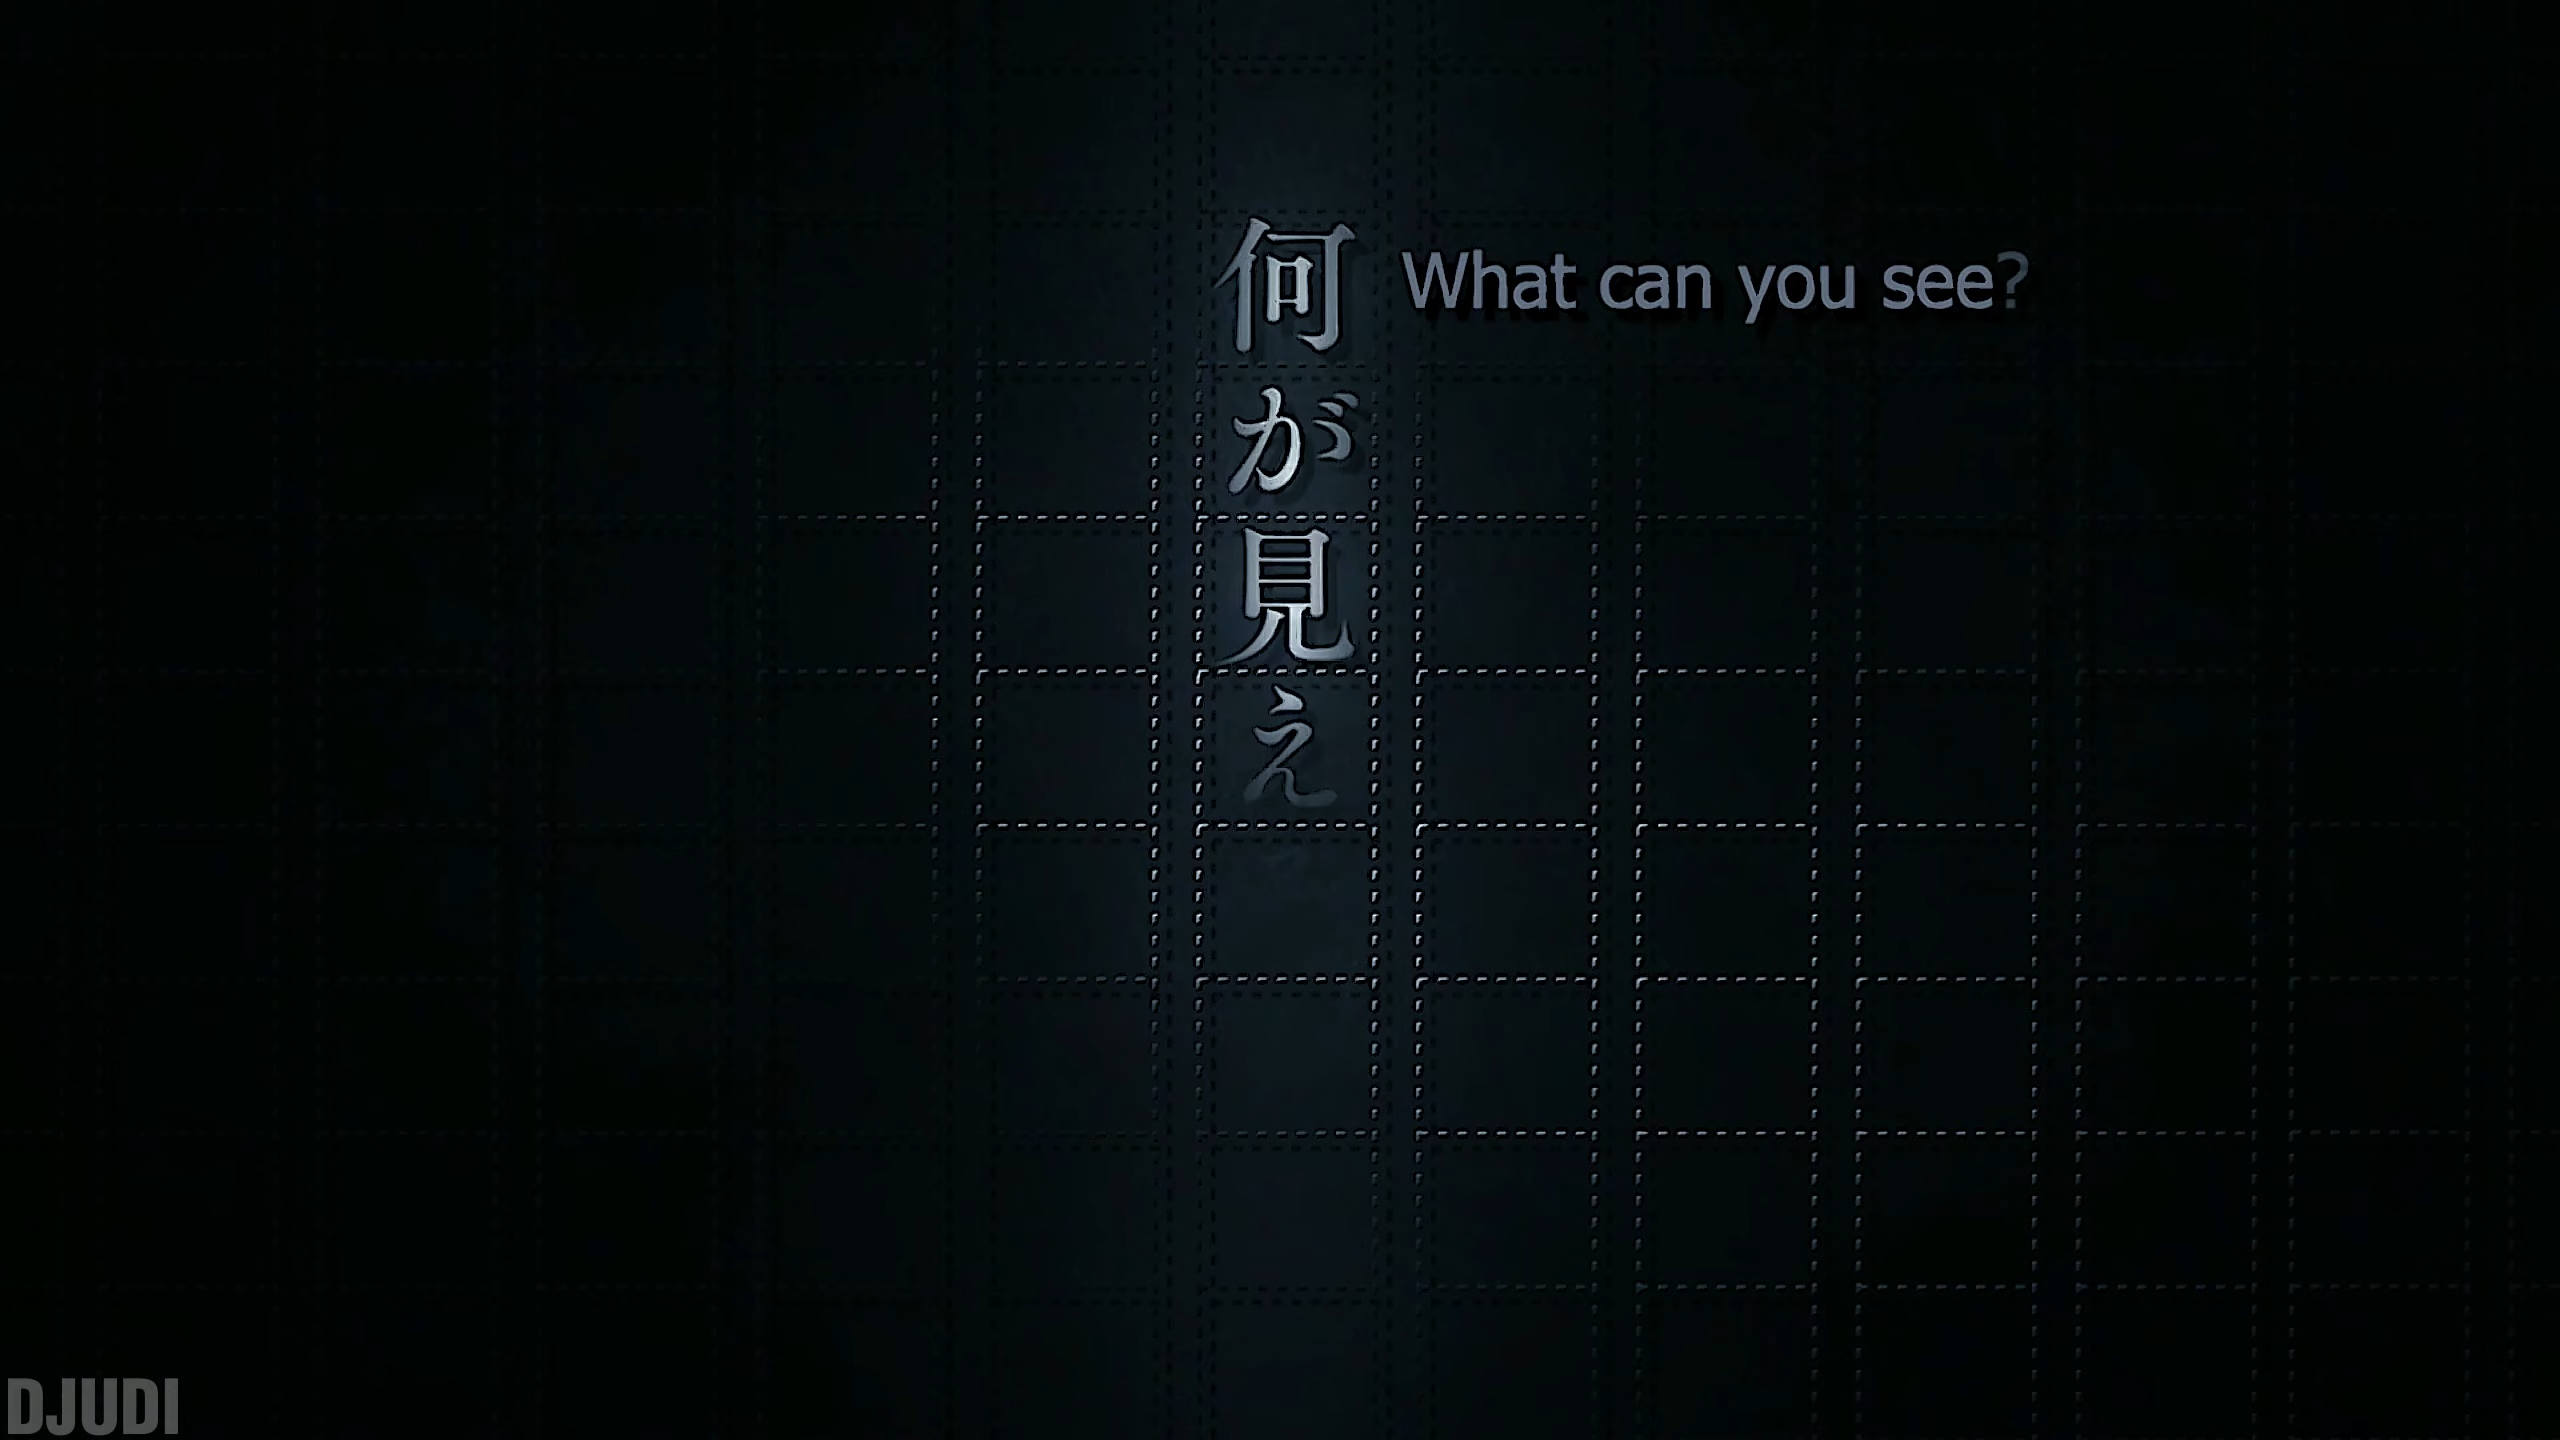 何が見え
What can you see?
DJUDI